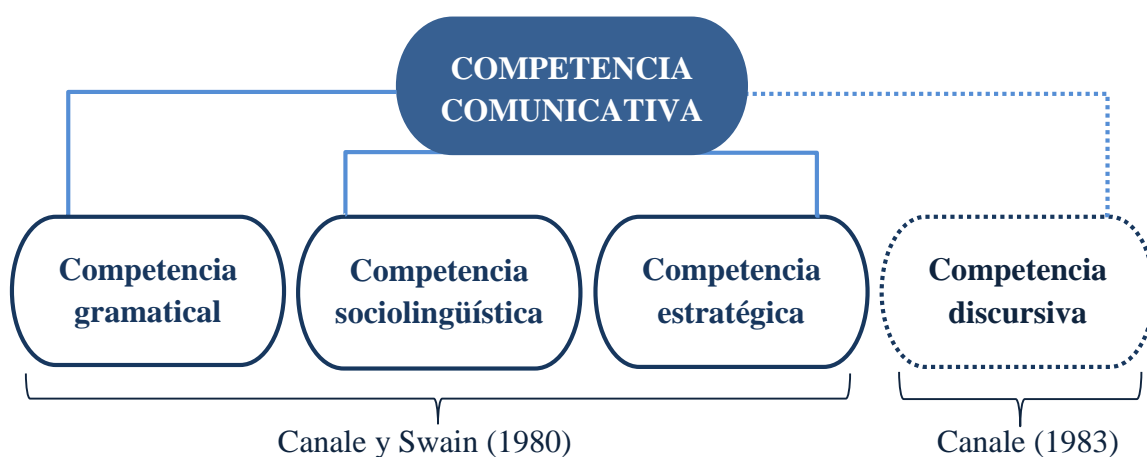 COMPETENCIA
COMUNICATIVA
Competencia
gramatical
Competencia
sociolingüística
Competencia
estratégica
Competencia
discursiva
Canale y Swain (1980)
Canale (1983)